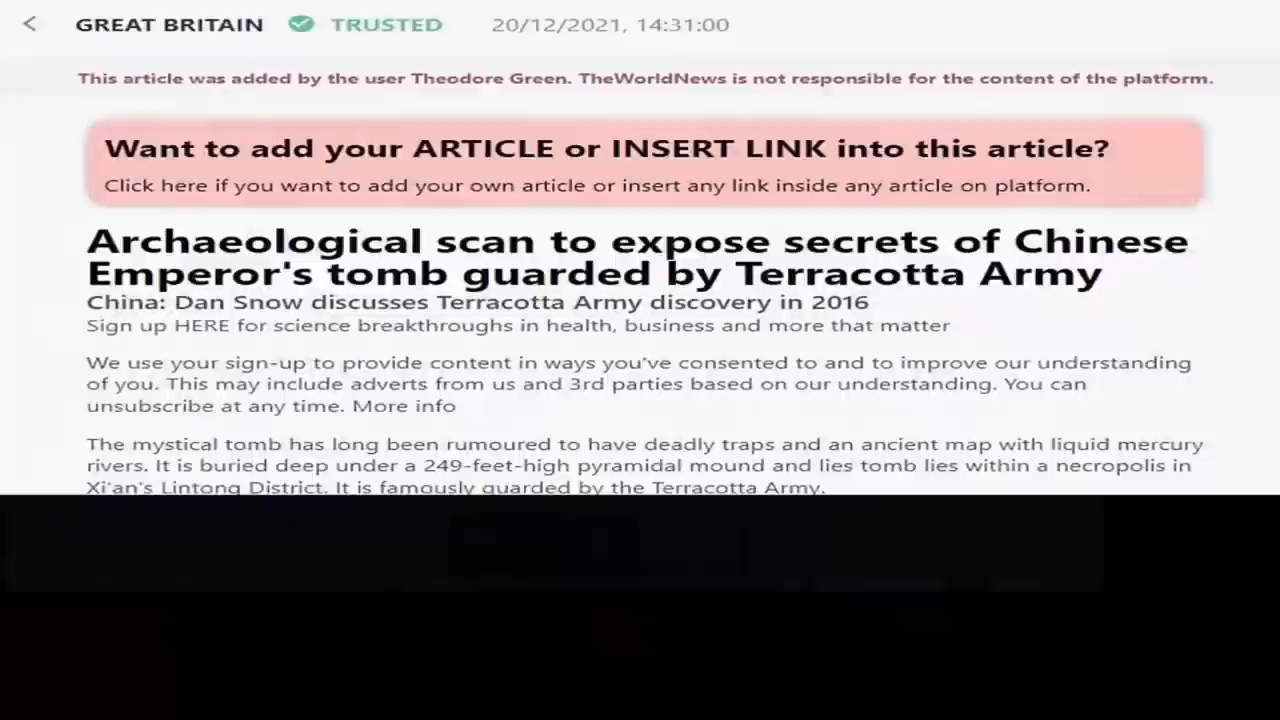 GREAT BRITAIN TRUSTED 20/12/2021, 14:31:00
This article was added by the user Theodore Green. TheWorldNews is not responsible for the content of the platform.
Want to add your ARTICLE or INSERT LINK into this article?
Click here if you want to add your own article or insert any link inside any article on platform.
Archaeological scan to expose secrets of Chinese
Emperor's tomb guarded by Terracotta Army
China: Dan Snow discusses Terracotta Army discovery in 2016
Sign up HERE for science breakthroughs in health, business and more that matter
We use your sign-up to provide content in ways you've consented to and to improve our understanding
of you. This may include adverts from us and 3rd parties based on our understanding. You can
unsubscribe at any time. More info
The mystical tomb has long been rumoured to have deadly traps and an ancient map with liquid mercury
rivers. It is buried deep under a 249-feet-high pyramidal mound and lies tomb lies within a necropolis in
Xi'an's Lintong District. It is famously guarded by the Terracotta Army.